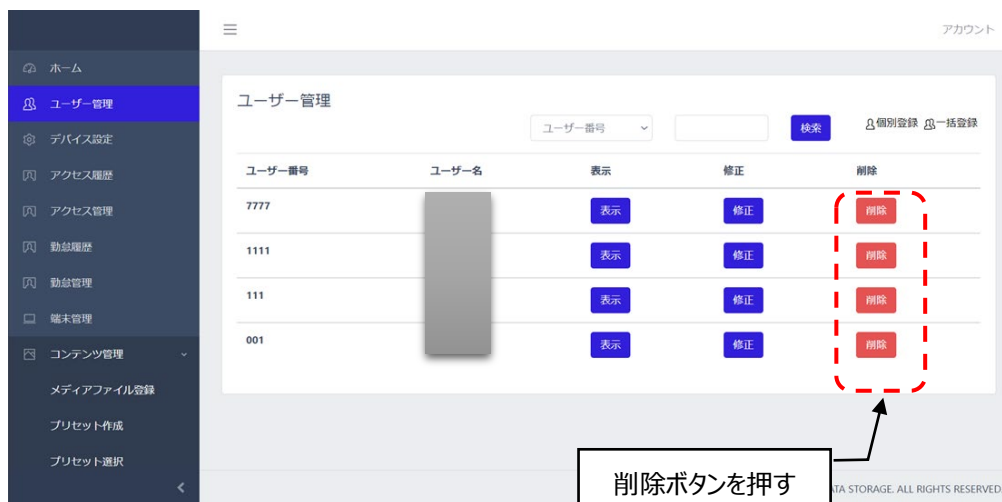 アカウント
ホーム
ユーザー管理
デバイス設定
アクセス履歴
アクセス管理
勤怠履歴
勤怠管理
端末管理
コンテンツ管理
メディアファイル登録
プリセット作成
プリセット選択
ユーザー管理
ユーザー番号 検索 個別登録 一括登録
ユーザー番号 ユーザー名 表示 修正 削除
7777 表示 修正 削除
1111 表示 修正 削除
111 表示 修正 削除
001 表示 修正 削除
削除ボタンを押す
STORAGE. ALL RIGHTS RESERVED